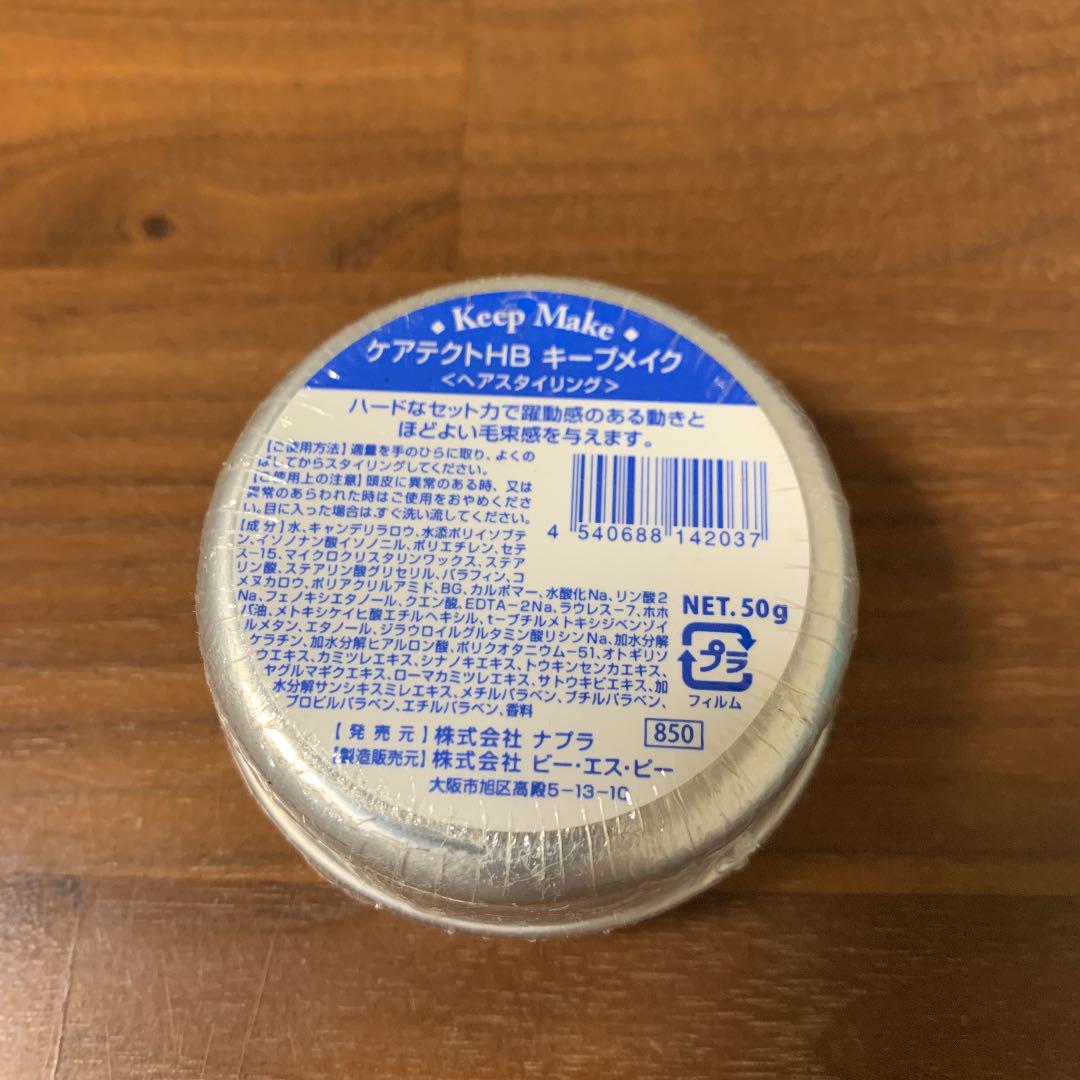 Keep Make
ケアテクトHB キープメイク
<ヘアスタイリング>
ハードなセット力で躍動感のある動きと
ほどよい毛束感を与えます。
【ご使用方法】適量を手のひらに取り、よくの
ばしてからスタイリングしてください。
【ご使用上の注意】頭皮に異常のある時、又は
異常のあらわれた時はご使用をおやめくださ
い。目に入った場合は、すぐ洗い流してください。
【成分】水、キャンデリラロウ、水添ポリイソブテ
ン、イソノナン酸イソノニル、ポリエチレン、セテ
ス-15、マイクロクリスタリンワックス、ステア
リン酸、ステアリン酸グリセリル、パラフィン、コ
メヌカロウ、ポリアクリルアミド、BG、カルボマー、水酸化Na、リン酸2
Na、フェノキシエタノール、クエン酸、EDTA-2Na、ラウレス-7、ホホ
バ油、メトキシケイヒ酸エチルヘキシル、t-ブチルメトキシジベンゾイ
ルメタン、エタノール、ジラウロイルグルタミン酸リシンNa、加水分解
ケラチン、加水分解ヒアルロン酸、ポリクオタニウム-51、オトギリソ
ウエキス、カミツレエキス、シナノキエキス、トウキンセンカエキス、
ヤグルマギクエキス、ローマカミツレエキス、サトウキビエキス、加
水分解サンシキスミレエキス、メチルパラベン、ブチルパラベン、
プロピルパラベン、エチルパラベン、香料
4 540688 142037
NET. 50g
プラ
フィルム
850
【発売元】株式会社 ナプラ
【製造販売元】株式会社 ビー・エス・ピー
大阪市旭区高殿5-13-10